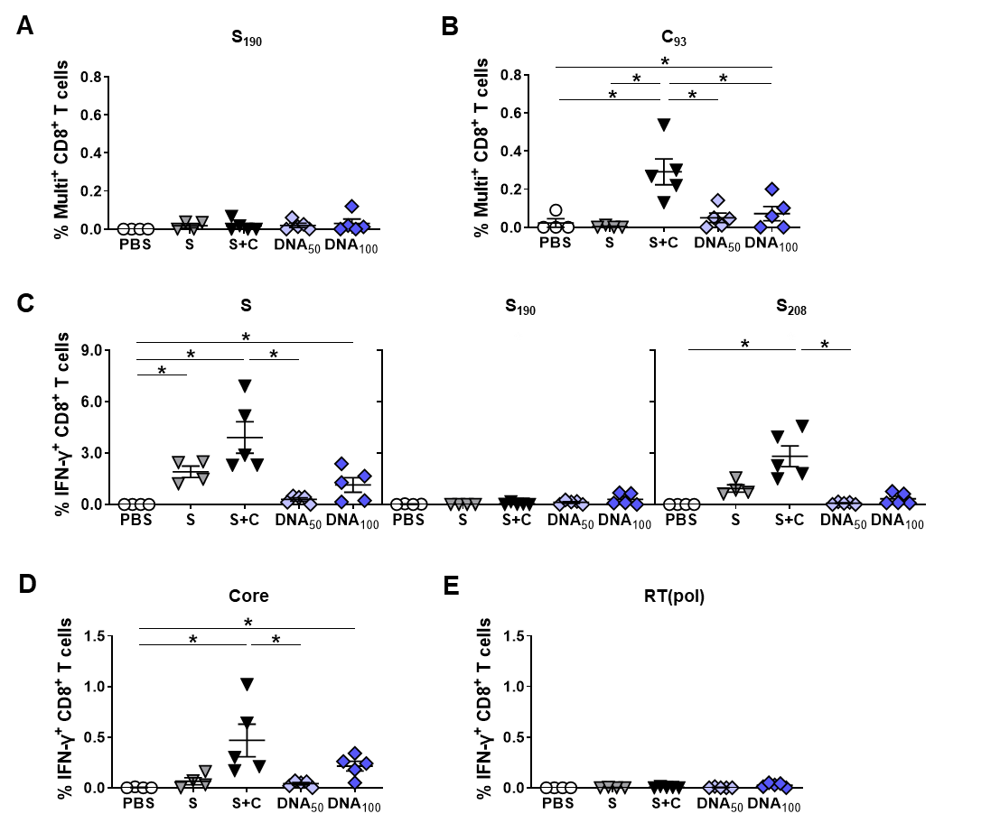 A
S190
% Multi+ CD8+ T cells
0.8
0.6
0.4
0.2
0.0
PBS S S+C DNA50 DNA100
B
C93
% Multi+ CD8+ T cells
* 
* *
* *
0.8
0.6
0.4
0.2
0.0
PBS S S+C DNA50 DNA100
C
S S190 S208
% IFN-γ+ CD8+ T cells
*
* *
*
* *
9.0
6.0
3.0
0.0
PBS S S+C DNA50 DNA100 PBS S S+C DNA50 DNA100 PBS S S+C DNA50 DNA100
D
Core
% IFN-γ+ CD8+ T cells
*
* *
1.5
1.0
0.5
0.0
PBS S S+C DNA50 DNA100
E
RT(pol)
% IFN-γ+ CD8+ T cells
1.5
1.0
0.5
0.0
PBS S S+C DNA50 DNA100